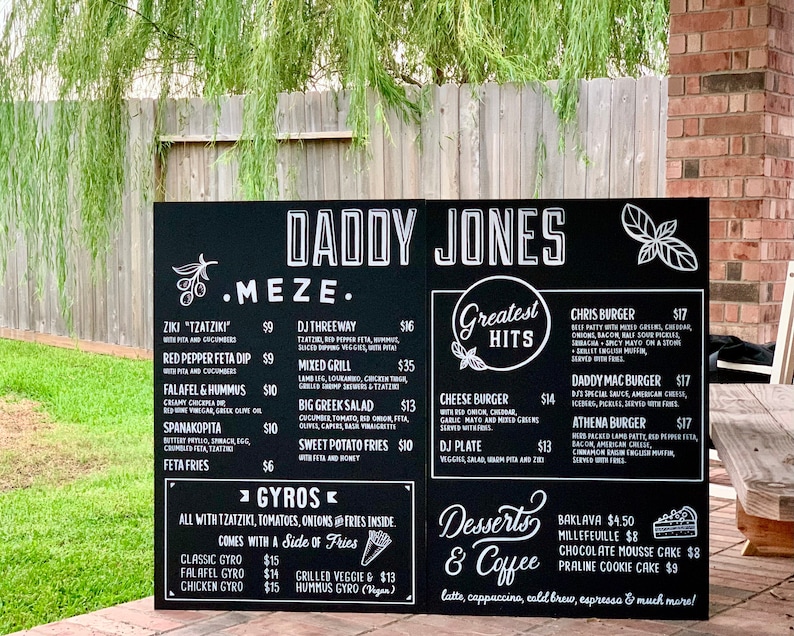 DADDY JONES
• MEZE •
ZIKI "TZATZIKI" $9
WITH PITA AND CUCUMBERS
RED PEPPER FETA DIP $9
WITH PITA AND CUCUMBERS
FALAFEL & HUMMUS $10
CREAMY CHICKPEA DIP,
RED WINE VINEGAR, GREEK OLIVE OIL
SPANAKOPITA $10
BUTTERY PHYLLO, SPINACH, EGG,
CRUMBLED FETA, TZATZIKI
FETA FRIES $6
DJ THREEWAY $16
TZATZIKI, RED PEPPER FETA, HUMMUS,
SLICED DIPPING VEGGIES, WITH PITA)
MIXED GRILL $35
LAMB LEG, LOUKANIKO, CHICKEN THIGH,
GRILLED SHRIMP SKEWERS & TZATZIKI
BIG GREEK SALAD $13
CUCUMBER, TOMATO, RED ONION, FETA,
OLIVES, CAPERS, BASIL VINAIGRETTE
SWEET POTATO FRIES $10
WITH FETA AND HONEY
GYROS
ALL WITH TZATZIKI, TOMATOES, ONIONS AND FRIES INSIDE.
COMES WITH A Side of Fries
CLASSIC GYRO $15
FALAFEL GYRO $14
CHICKEN GYRO $15
GRILLED VEGGIE & $13
HUMMUS GYRO (Vegan)
Greatest
HITS
CHEESE BURGER $14
WITH RED ONION, CHEDDAR,
GARLIC MAYO AND MIXED GREENS
SERVED WITH FRIES.
DJ PLATE $13
VEGGIES, SALAD, WARM PITA AND ZIKI
CHRIS BURGER $17
BEEF PATTY WITH MIXED GREENS, CHEDDAR,
ONIONS, BACON, HALF SOUR PICKLES,
SRIRACHA + SPICY MAYO ON A STONE
+ SKILLET ENGLISH MUFFIN,
SERVED WITH FRIES.
DADDY MAC BURGER $17
DJ'S SPECIAL SAUCE, AMERICAN CHEESE,
ICEBERG, PICKLES, SERVED WITH FRIES.
ATHENA BURGER $17
HERB PACKED LAMB PATTY, RED PEPPER FETA,
BACON, AMERICAN CHEESE,
CINNAMON RAISIN ENGLISH MUFFIN,
SERVED WITH FRIES.
Desserts
& Coffee
BAKLAVA $4.50
MILLEFEUILLE $8
CHOCOLATE MOUSSE CAKE $8
PRALINE COOKIE CAKE $9
latte, cappuccino, cold brew, espresso & much more!